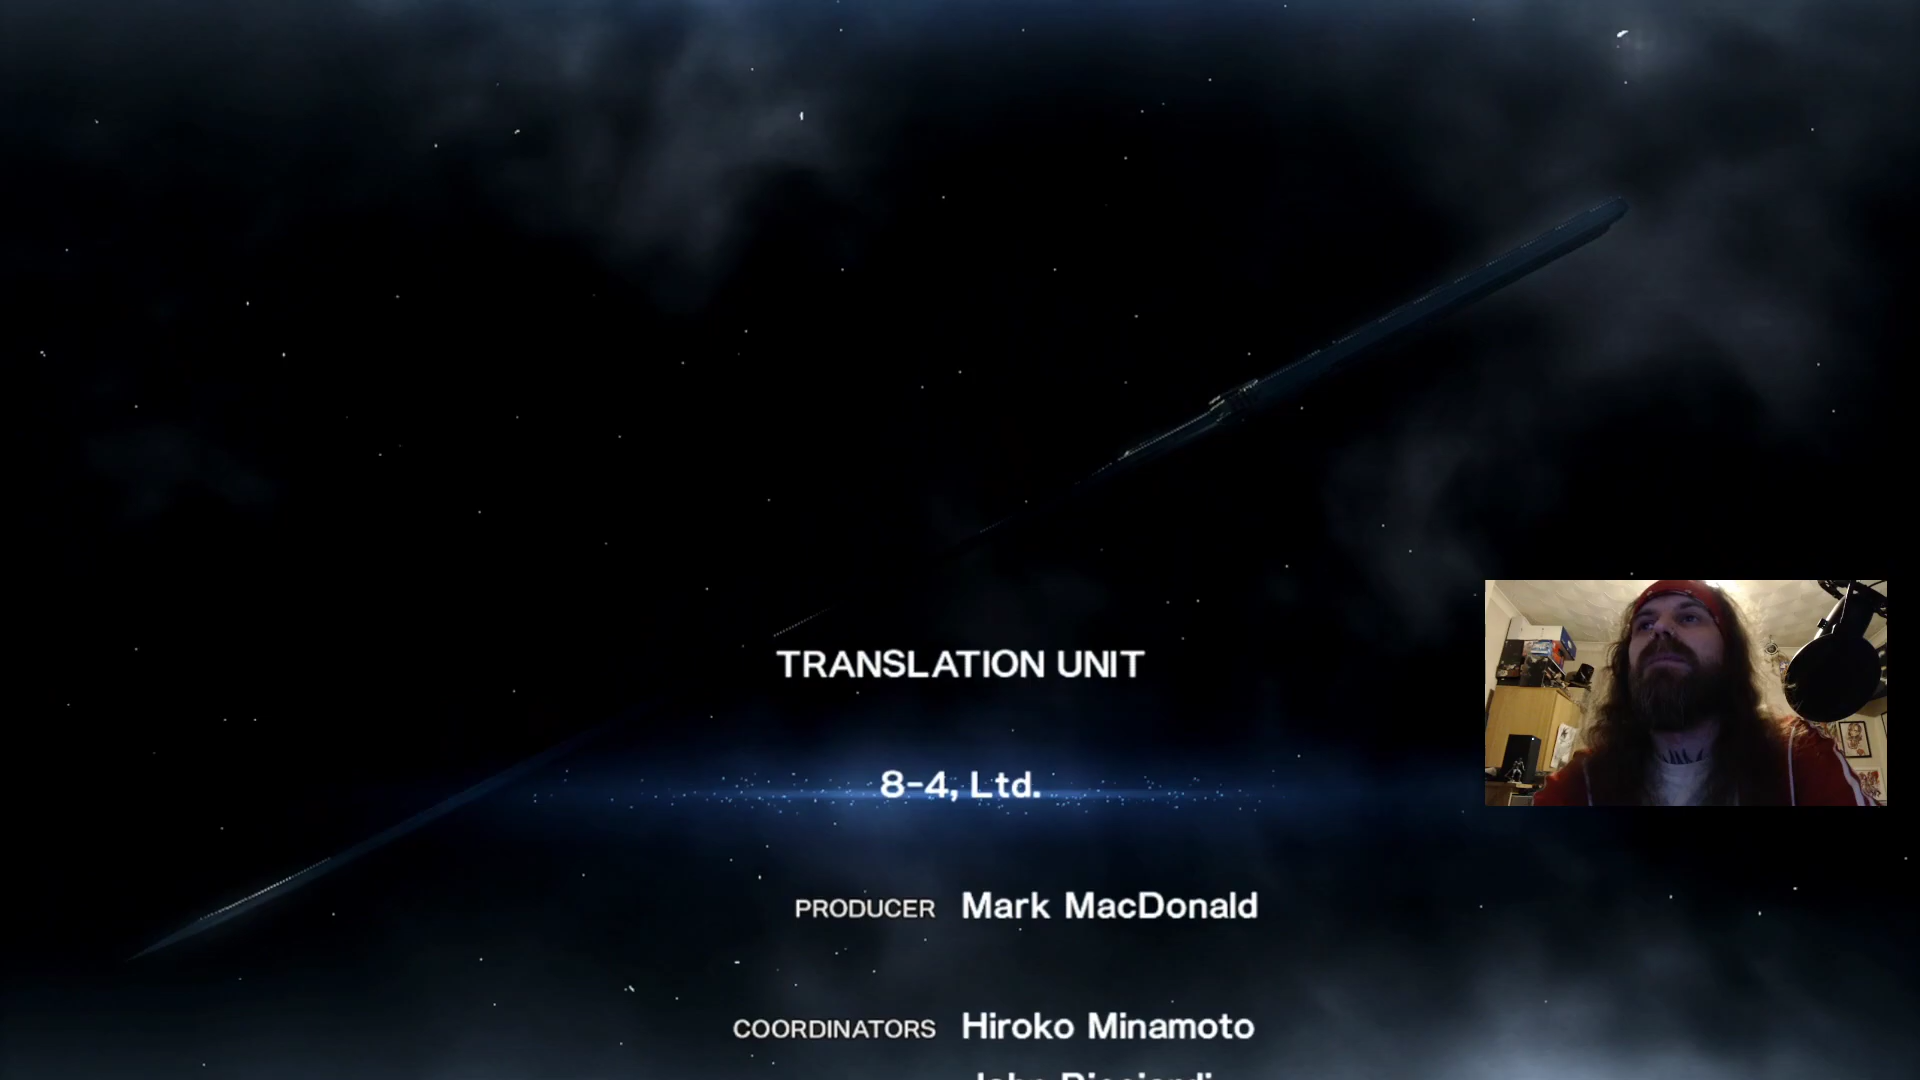 TRANSLATION UNIT
8-4, Ltd.
PRODUCER Mark MacDonald
COORDINATORS Hiroko Minamoto